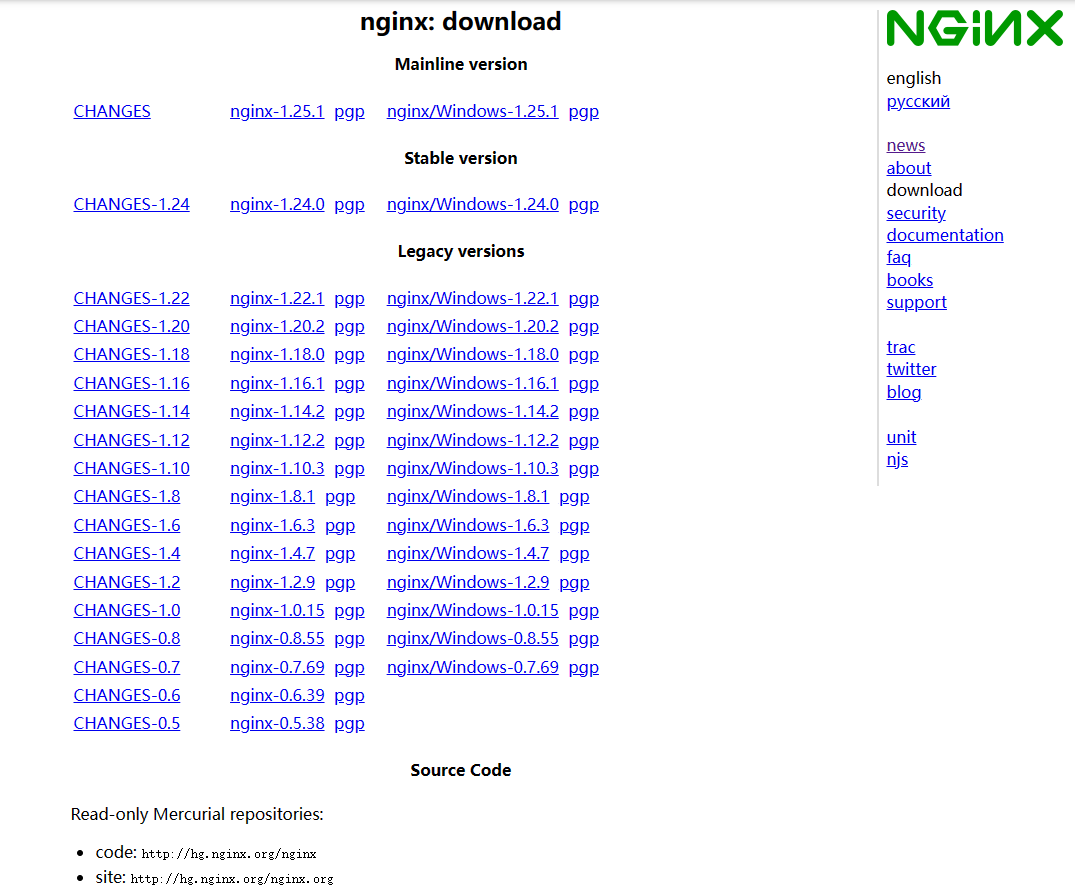 nginx: download
Mainline version
CHANGES nginx-1.25.1 pgp nginx/Windows-1.25.1 pgp
Stable version
CHANGES-1.24 nginx-1.24.0 pgp nginx/Windows-1.24.0 pgp
Legacy versions
CHANGES-1.22 nginx-1.22.1 pgp nginx/Windows-1.22.1 pgp
CHANGES-1.20 nginx-1.20.2 pgp nginx/Windows-1.20.2 pgp
CHANGES-1.18 nginx-1.18.0 pgp nginx/Windows-1.18.0 pgp
CHANGES-1.16 nginx-1.16.1 pgp nginx/Windows-1.16.1 pgp
CHANGES-1.14 nginx-1.14.2 pgp nginx/Windows-1.14.2 pgp
CHANGES-1.12 nginx-1.12.2 pgp nginx/Windows-1.12.2 pgp
CHANGES-1.10 nginx-1.10.3 pgp nginx/Windows-1.10.3 pgp
CHANGES-1.8 nginx-1.8.1 pgp nginx/Windows-1.8.1 pgp
CHANGES-1.6 nginx-1.6.3 pgp nginx/Windows-1.6.3 pgp
CHANGES-1.4 nginx-1.4.7 pgp nginx/Windows-1.4.7 pgp
CHANGES-1.2 nginx-1.2.9 pgp nginx/Windows-1.2.9 pgp
CHANGES-1.0 nginx-1.0.15 pgp nginx/Windows-1.0.15 pgp
CHANGES-0.8 nginx-0.8.55 pgp nginx/Windows-0.8.55 pgp
CHANGES-0.7 nginx-0.7.69 pgp nginx/Windows-0.7.69 pgp
CHANGES-0.6 nginx-0.6.39 pgp
CHANGES-0.5 nginx-0.5.38 pgp
Source Code
Read-only Mercurial repositories:
• code: http://hg.nginx.org/nginx
• site: http://hg.nginx.org/nginx.org
NGINX
english
русский
news
about
download
security
documentation
faq
books
support
trac
twitter
blog
unit
njs